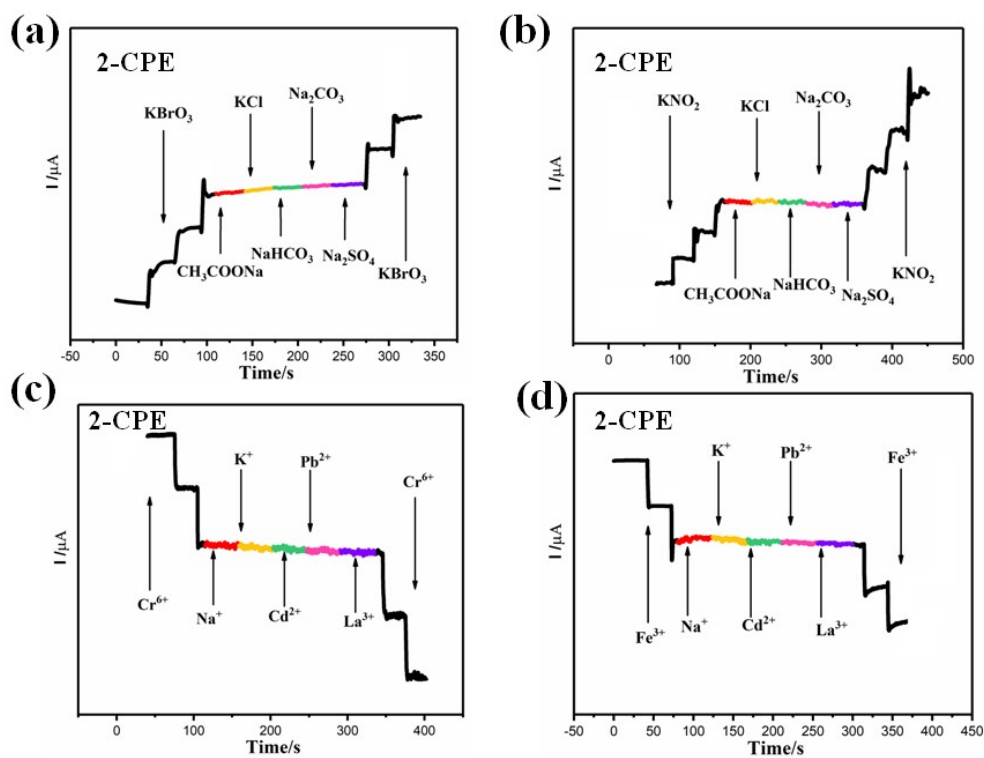 (a)
2-CPE
KBrO₃
KCl
Na₂CO₃
CH₃COONa
NaHCO₃
Na₂SO₄
KBrO₃
I /μA
-50 0 50 100 150 200 250 300 350
Time/s
(b)
2-CPE
KNO₂
KCl
Na₂CO₃
CH₃COONa
NaHCO₃
Na₂SO₄
KNO₂
I /μA
0 100 200 300 400 500
Time/s
(c)
2-CPE
K⁺
Pb²⁺
Cr⁶⁺
Cr⁶⁺
Na⁺
Cd²⁺
La³⁺
I /μA
0 100 200 300 400
Time/s
(d)
2-CPE
K⁺
Pb²⁺
Fe³⁺
Fe³⁺
Na⁺
Cd²⁺
La³⁺
I /μA
-50 0 50 100 150 200 250 300 350 400 450
Time/s